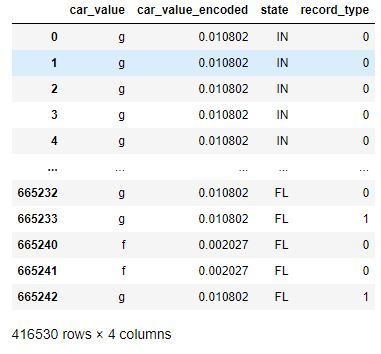 car_value car_value_encoded state record_type
0 g 0.010802 IN 0
1 g 0.010802 IN 0
2 g 0.010802 IN 0
3 g 0.010802 IN 0
4 g 0.010802 IN 0
... ... ... ... ...
665232 g 0.010802 FL 0
665233 g 0.010802 FL 1
665240 f 0.002027 FL 0
665241 f 0.002027 FL 0
665242 g 0.010802 FL 1
416530 rows × 4 columns